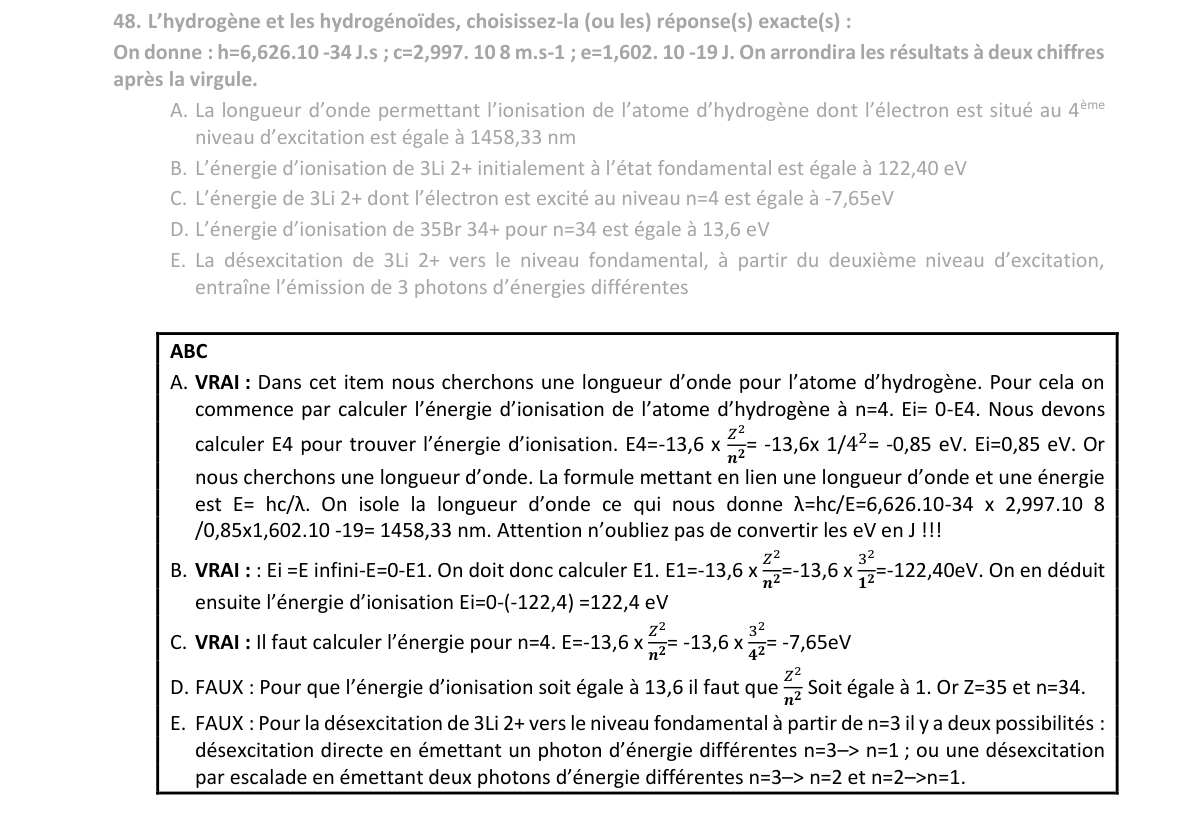 48. L’hydrogène et les hydrogénoïdes, choisissez-la (ou les) réponse(s) exacte(s) :
On donne : h=6,626.10 -34 J.s ; c=2,997. 10 8 m.s-1 ; e=1,602. 10 -19 J. On arrondira les résultats à deux chiffres
après la virgule.
A. La longueur d’onde permettant l’ionisation de l’atome d’hydrogène dont l’électron est situé au 4ème
niveau d’excitation est égale à 1458,33 nm
B. L’énergie d’ionisation de 3Li 2+ initialement à l’état fondamental est égale à 122,40 eV
C. L’énergie de 3Li 2+ dont l’électron est excité au niveau n=4 est égale à -7,65eV
D. L’énergie d’ionisation de 35Br 34+ pour n=34 est égale à 13,6 eV
E. La désexcitation de 3Li 2+ vers le niveau fondamental, à partir du deuxième niveau d’excitation,
entraîne l’émission de 3 photons d’énergies différentes
ABC
A. VRAI : Dans cet item nous cherchons une longueur d’onde pour l’atome d’hydrogène. Pour cela on
commence par calculer l’énergie d’ionisation de l’atome d’hydrogène à n=4. Ei= 0-E4. Nous devons
calculer E4 pour trouver l’énergie d’ionisation. E4=-13,6 x Z²/n²= -13,6x 1/4²= -0,85 eV. Ei=0,85 eV. Or
nous cherchons une longueur d’onde. La formule mettant en lien une longueur d’onde et une énergie
est E= hc/λ. On isole la longueur d’onde ce qui nous donne λ=hc/E=6,626.10-34 x 2,997.10 8
/0,85x1,602.10 -19= 1458,33 nm. Attention n’oubliez pas de convertir les eV en J !!!
B. VRAI : : Ei =E infini-E=0-E1. On doit donc calculer E1. E1=-13,6 x Z²/n²=-13,6 x 3²/1²=-122,40eV. On en déduit
ensuite l’énergie d’ionisation Ei=0-(-122,4) =122,4 eV
C. VRAI : Il faut calculer l’énergie pour n=4. E=-13,6 x Z²/n²= -13,6 x 3²/4²= -7,65eV
D. FAUX : Pour que l’énergie d’ionisation soit égale à 13,6 il faut que Z²/n² Soit égale à 1. Or Z=35 et n=34.
E. FAUX : Pour la désexcitation de 3Li 2+ vers le niveau fondamental à partir de n=3 il y a deux possibilités :
désexcitation directe en émettant un photon d’énergie différentes n=3–> n=1 ; ou une désexcitation
par escalade en émettant deux photons d’énergie différentes n=3–> n=2 et n=2–>n=1.